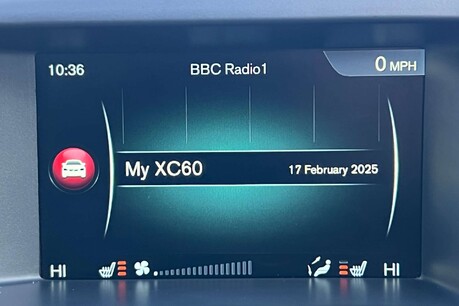 10:36 BBC Radio1 0 MPH
My XC60 17 February 2025
HI HI